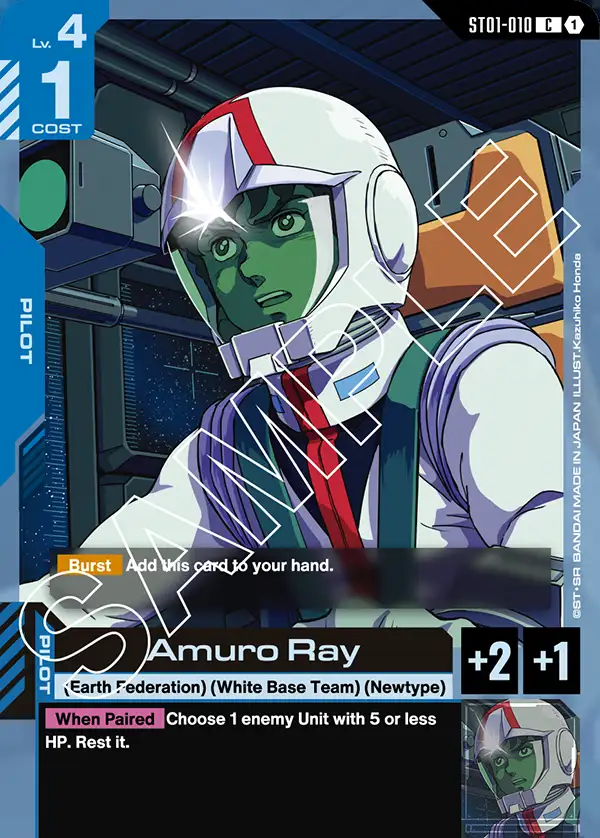 Lv. 4
1
COST
ST01-010 C 1
PILOT
SAMPLE
©ST·SR BANDAI MADE IN JAPAN ILLUST.Kazuhiko Honda
Burst Add this card to your hand.
PILOT
Amuro Ray
+2 +1
(Earth Federation) (White Base Team) (Newtype)
When Paired Choose 1 enemy Unit with 5 or less
HP. Rest it.